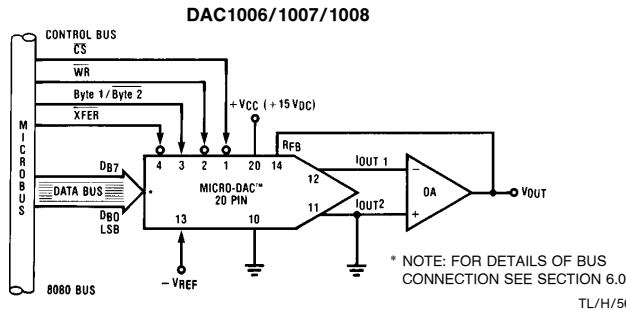 DAC1006/1007/1008
CONTROL BUS
CS
WR
Byte 1/Byte 2
XFER
+VCC (+15 VDC)
RFB
4 3 2 1 20 14
IOUT 1
12
MICRO-DAC™
20 PIN
MICROBUS
DB7
DATA BUS
*
DB0
LSB
13
10
11
IOUT2
−
+
OA
VOUT
−VREF
8080 BUS
* NOTE: FOR DETAILS OF BUS
CONNECTION SEE SECTION 6.0